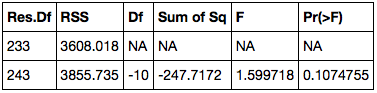 Res.Df RSS Df Sum of Sq F Pr(>F)
233 3608.018 NA NA NA NA
243 3855.735 -10 -247.7172 1.599718 0.1074755